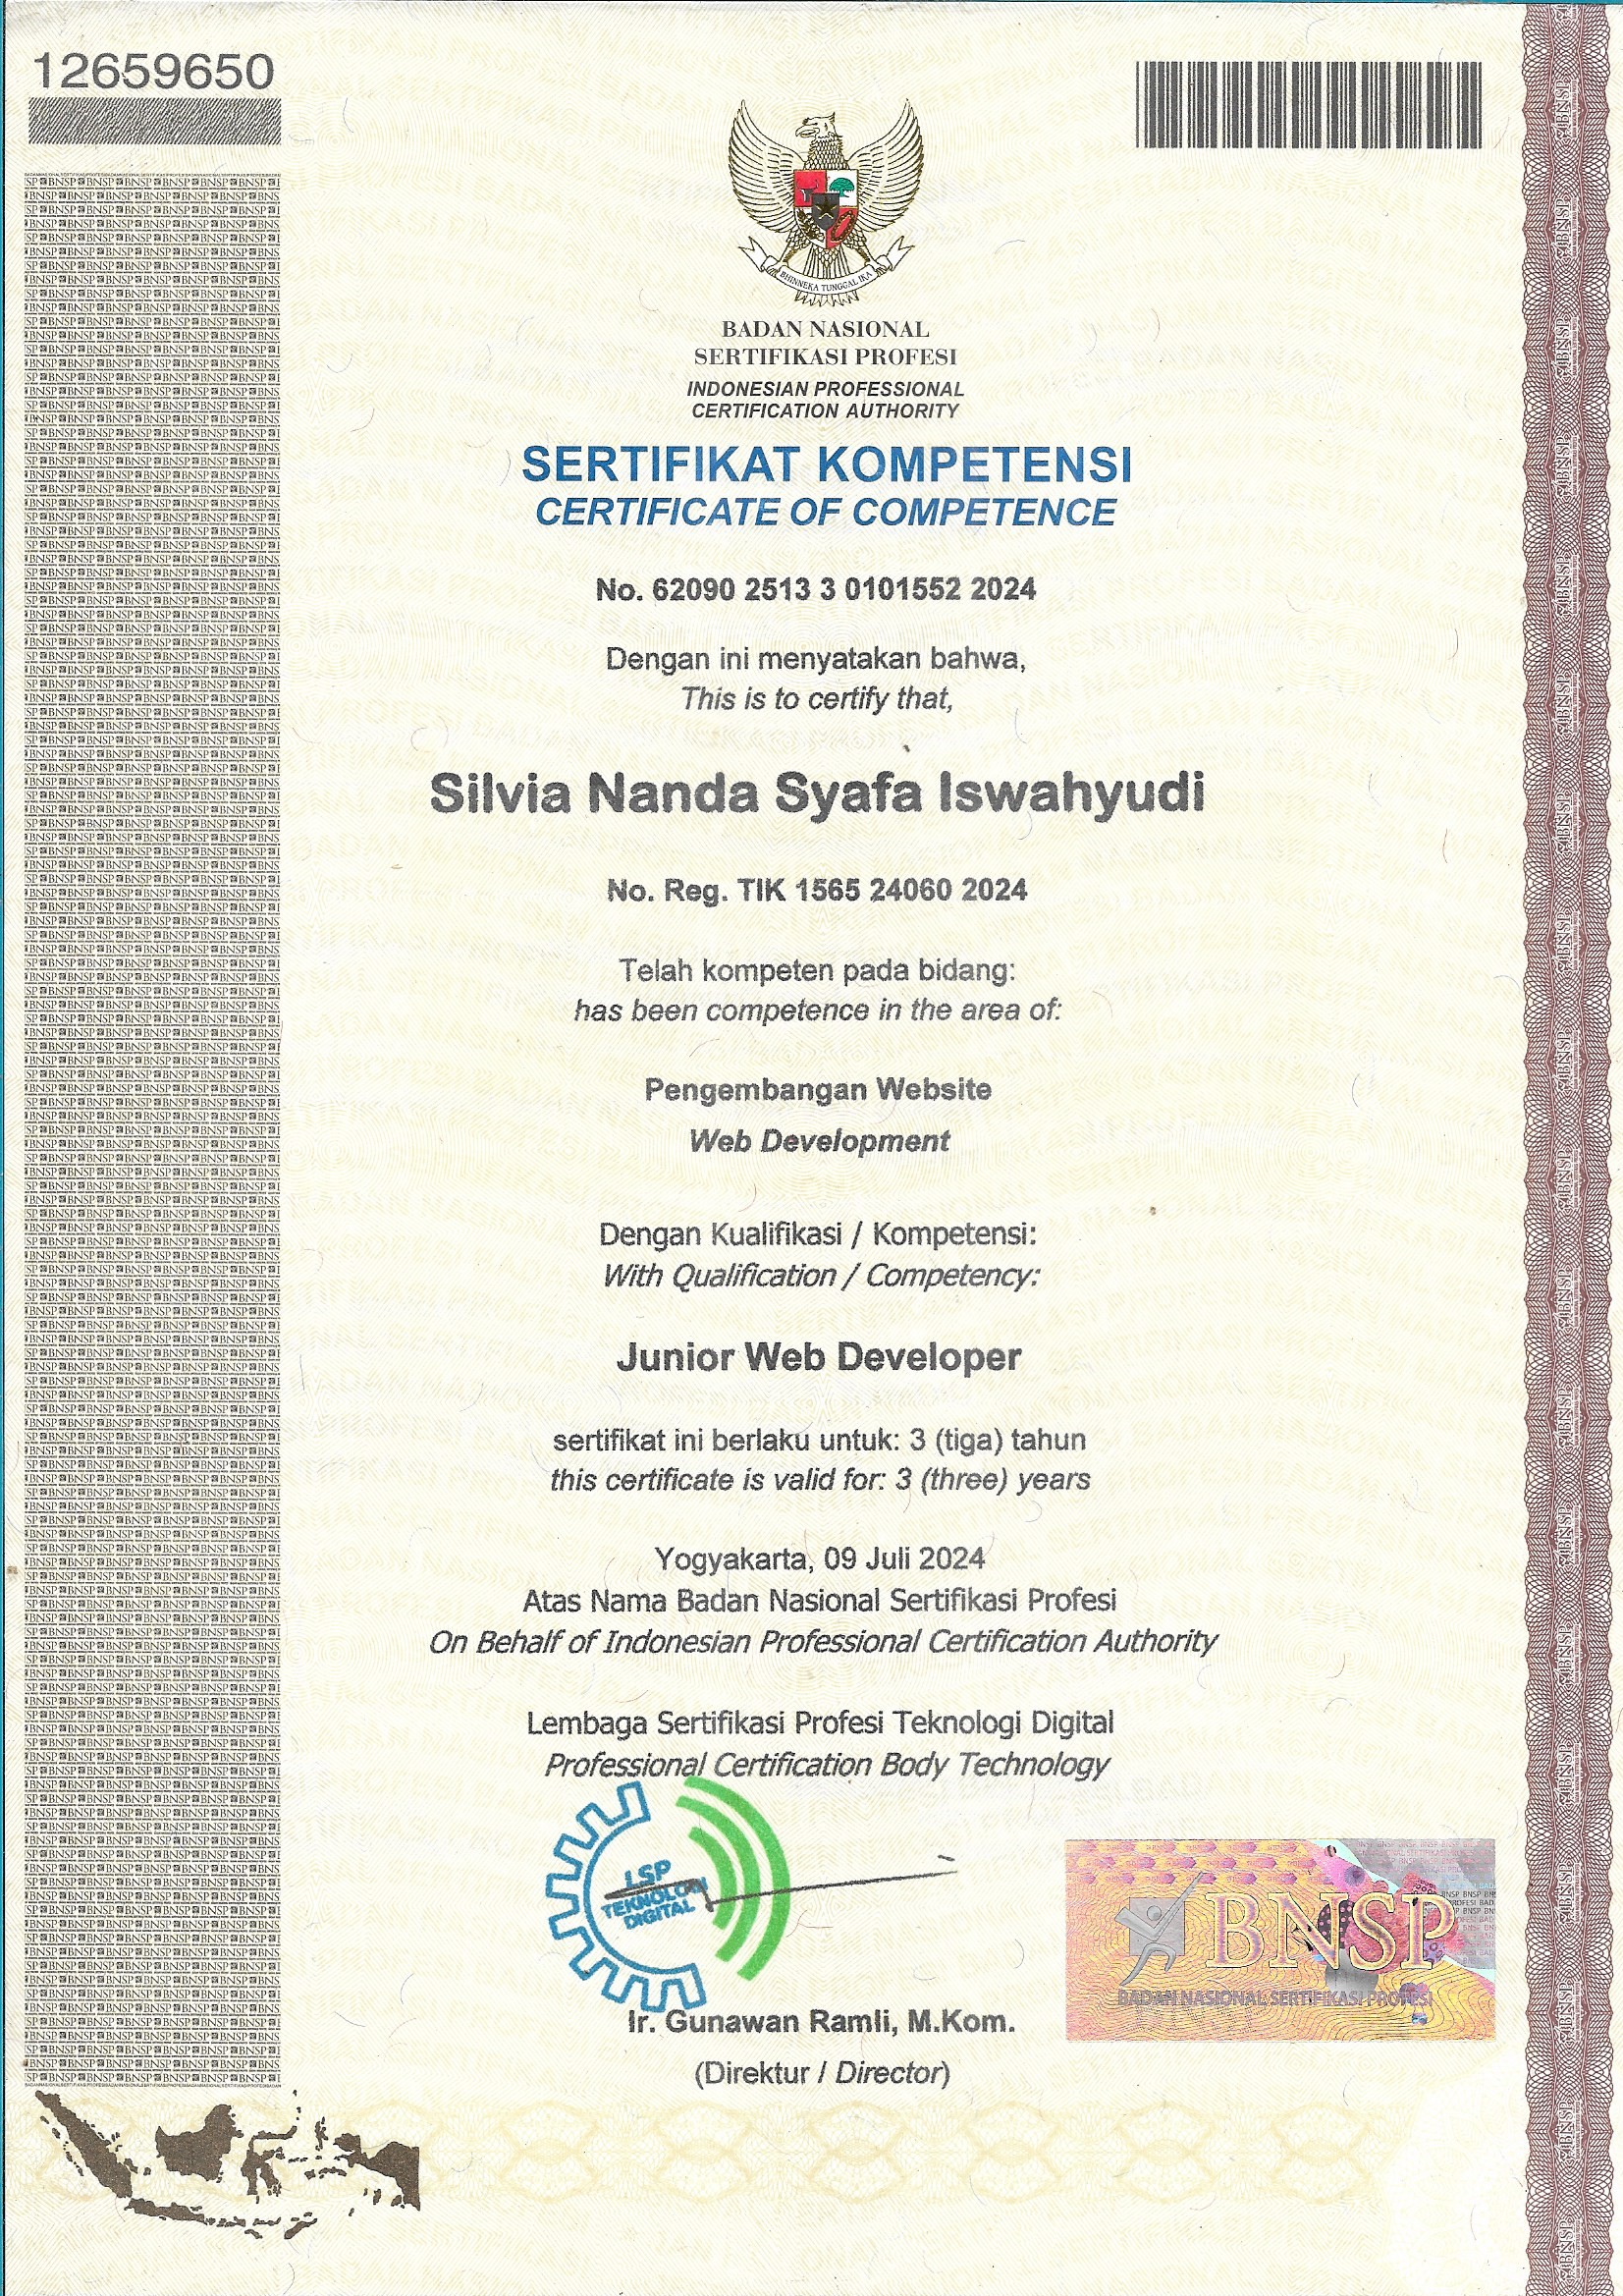 12659650
BHINNEKA TUNGGAL IKA
BADAN NASIONAL
SERTIFIKASI PROFESI
INDONESIAN PROFESSIONAL
CERTIFICATION AUTHORITY
SERTIFIKAT KOMPETENSI
CERTIFICATE OF COMPETENCE
No. 62090 2513 3 0101552 2024
Dengan ini menyatakan bahwa,
This is to certify that,
Silvia Nanda Syafa Iswahyudi
No. Reg. TIK 1565 24060 2024
Telah kompeten pada bidang:
has been competence in the area of:
Pengembangan Website
Web Development
Dengan Kualifikasi / Kompetensi:
With Qualification / Competency:
Junior Web Developer
sertifikat ini berlaku untuk: 3 (tiga) tahun
this certificate is valid for: 3 (three) years
Yogyakarta, 09 Juli 2024
Atas Nama Badan Nasional Sertifikasi Profesi
On Behalf of Indonesian Professional Certification Authority
Lembaga Sertifikasi Profesi Teknologi Digital
Professional Certification Body Technology
LSP
TEKNOLOGI
DIGITAL
BNSP
BADAN NASIONAL SERTIFIKASI PROFESI
Ir. Gunawan Ramli, M.Kom.
(Direktur / Director)